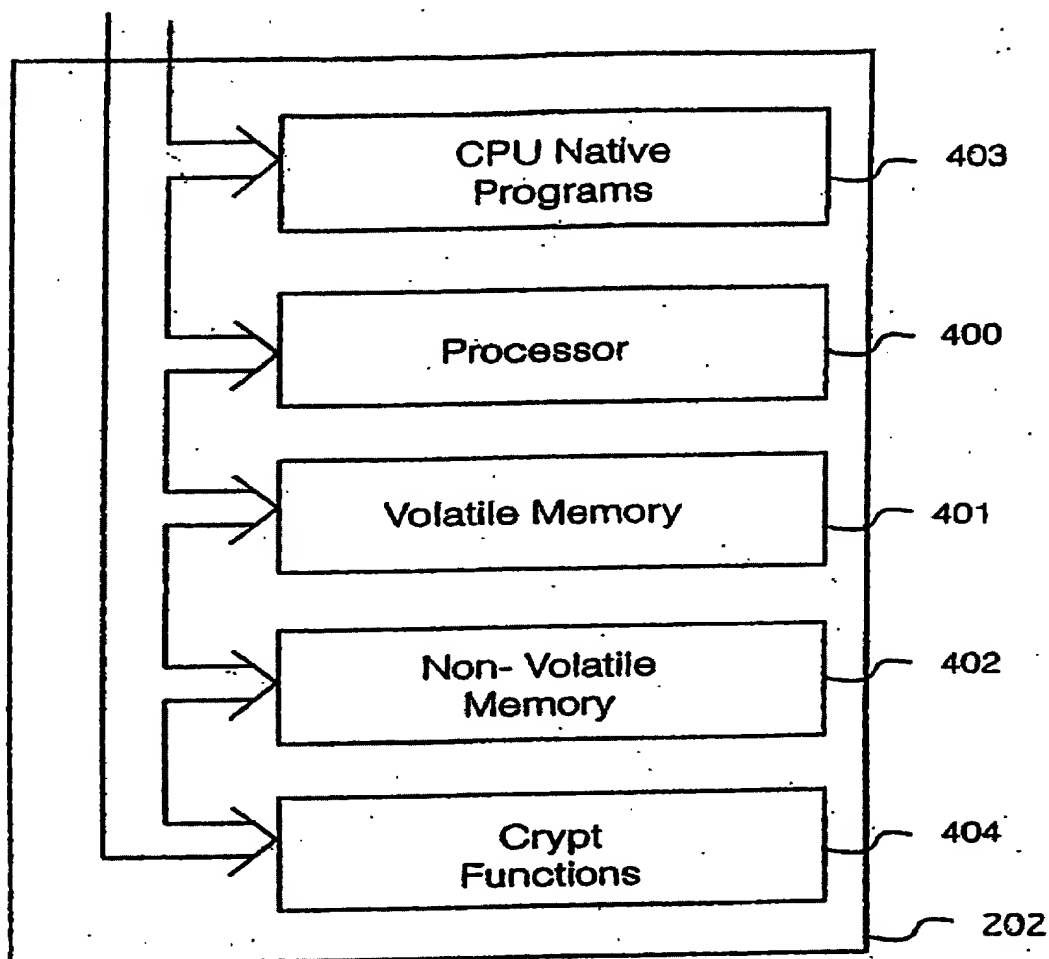 CPU Native
Programs
403
Processor
400
Volatile Memory
401
Non- Volatile
Memory
402
Crypt
Functions
404
202